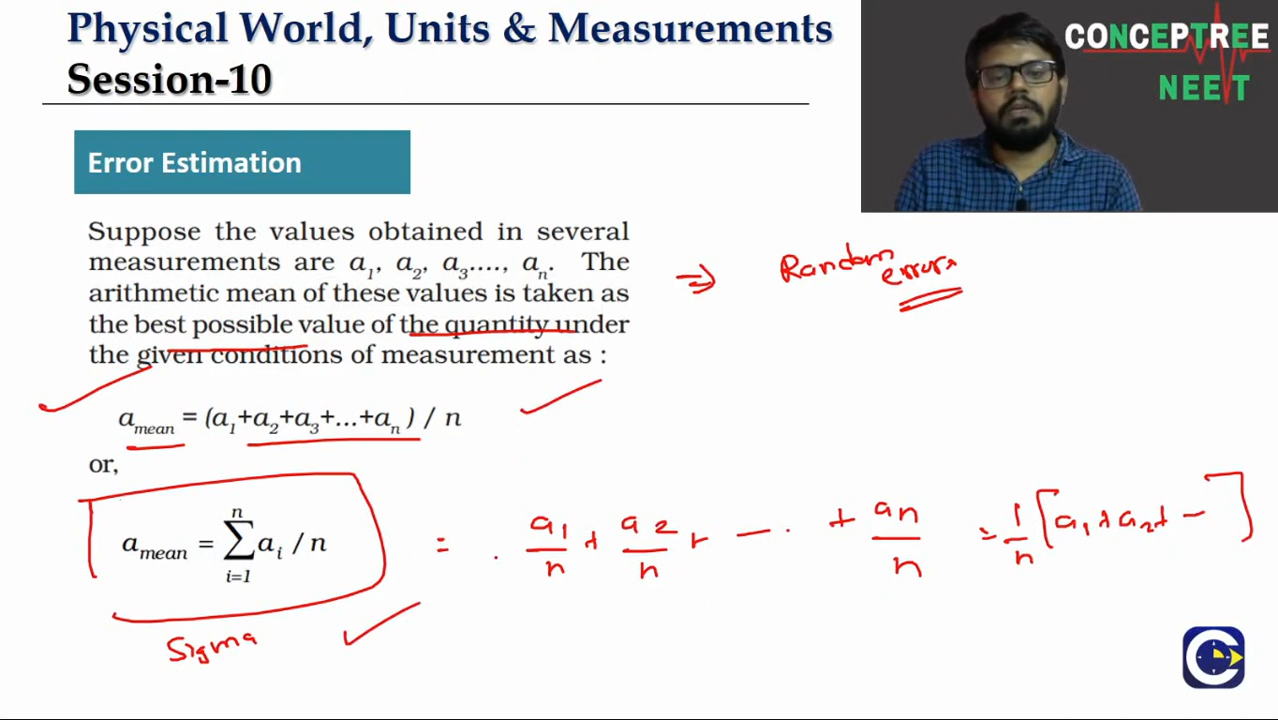 Physical World, Units & Measurements
Session-10
CONCEPTREE
NEET
Error Estimation
Suppose the values obtained in several
measurements are a₁, a₂, a₃...., aₙ. The
arithmetic mean of these values is taken as
the best possible value of the quantity under
the given conditions of measurement as :
⇒ Random
errors
a_mean = (a₁+a₂+a₃+...+aₙ ) / n
or,
a_mean = ∑_{i=1}^{n} aᵢ / n = a₁/n + a₂/n + — . + aₙ/n = 1/n [a₁ + a₂ + — ]
Sigma